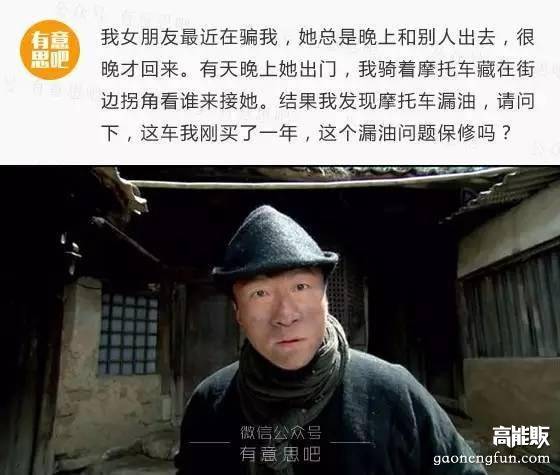 有意
思吧
我女朋友最近在骗我，她总是晚上和别人出去，很
晚才回来。有天晚上她出门，我骑着摩托车藏在街
边拐角看谁来接她。结果我发现摩托车漏油，请问
下，这车我刚买了一年，这个漏油问题保修吗？
微信公众号
有意思吧
高能贩
gaonengfun.com